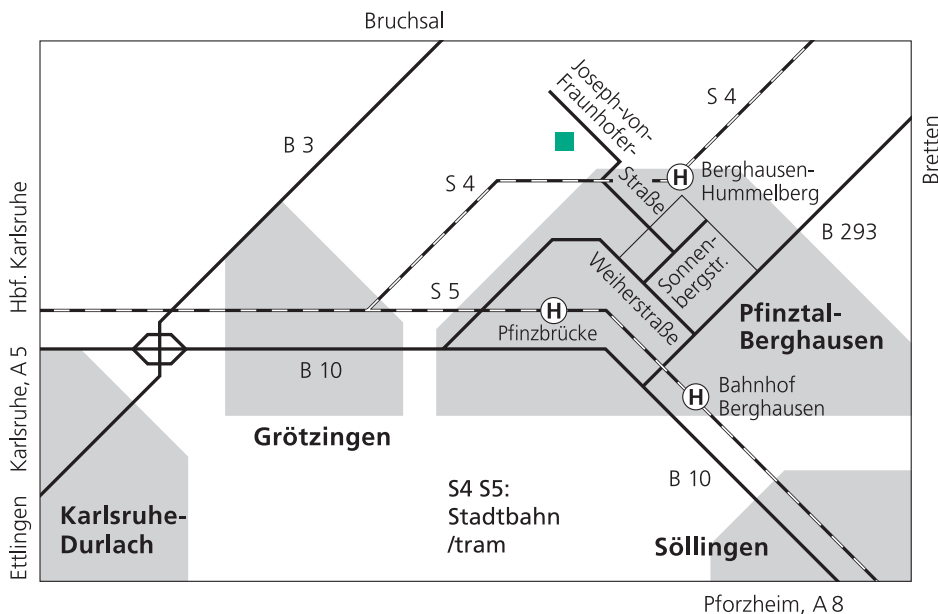 Bruchsal
B 3
Joseph-von-
Fraunhofer-
Straße
S 4
Bretten
S 4
H
Berghausen-
Hummelberg
B 293
Hbf. Karlsruhe
S 5
H
Pfinzbrücke
Weiherstraße
Sonnen-
bergstr.
Pfinztal-
Berghausen
Karlsruhe, A 5
B 10
H
Bahnhof
Berghausen
Grötzingen
Ettlingen
Karlsruhe-
Durlach
S4 S5:
Stadtbahn
/tram
B 10
Söllingen
Pforzheim, A 8